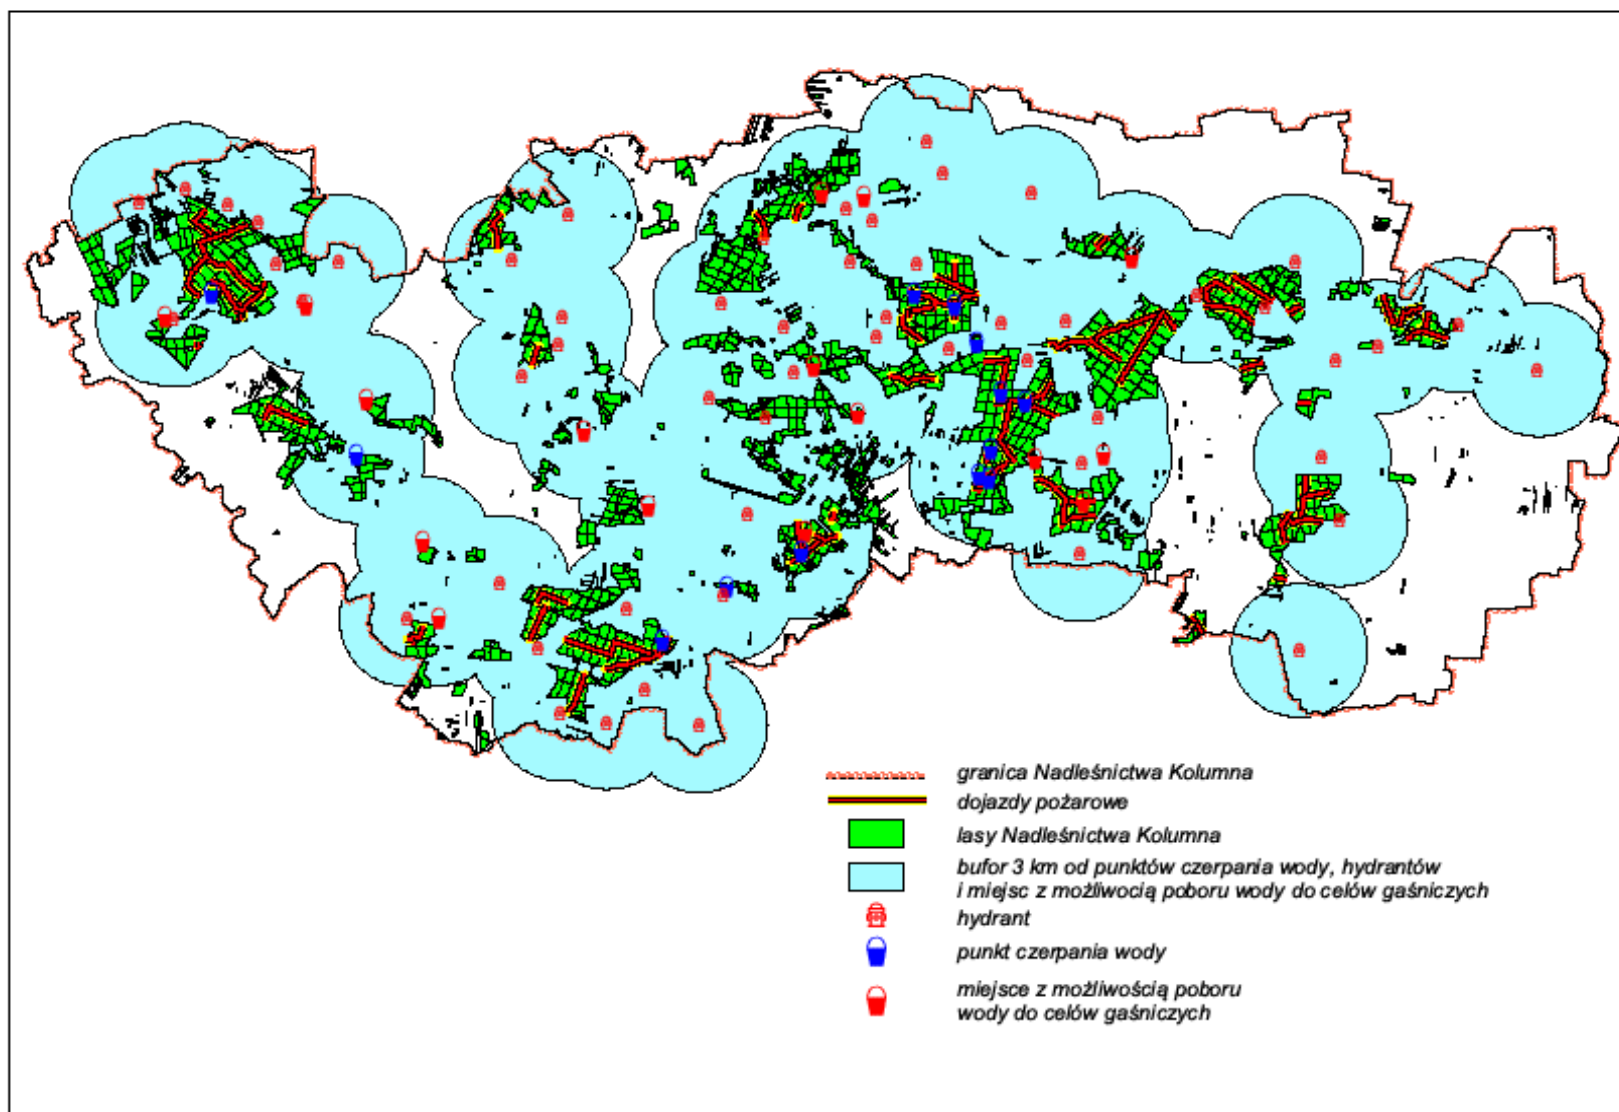 granica Nadleśnictwa Kolumna
dojazdy pożarowe
lasy Nadleśnictwa Kolumna
bufor 3 km od punktów czerpania wody, hydrantów
i miejsc z możliwocią poboru wody do celów gaśniczych
hydrant
punkt czerpania wody
miejsce z możliwością poboru
wody do celów gaśniczych